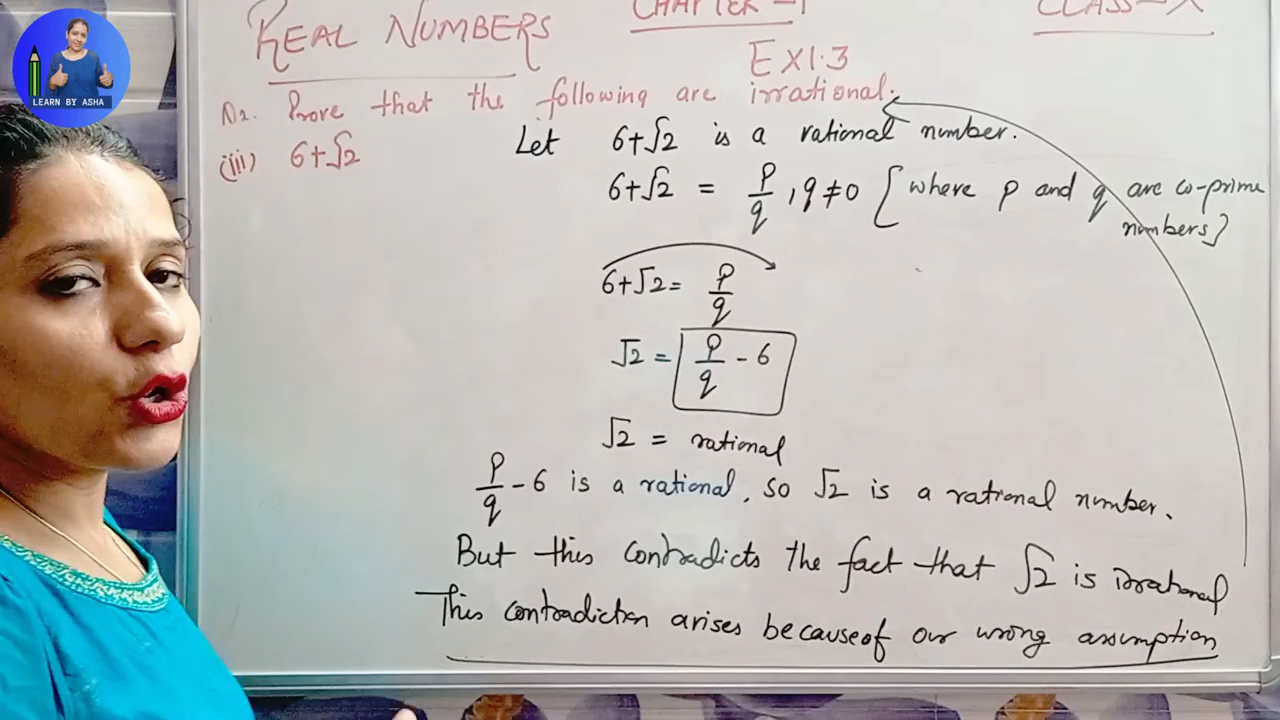 LEARN BY ASHA
REAL NUMBERS
CHAPTER-1
CLASS-X
EX1.3
Prove that the following are irrational.
(iii) 6+√2
Let 6+√2 is a rational number.
6+√2 = p/q, q≠0 [where p and q are co-prime
numbers]
6+√2 = p/q
√2 = p/q - 6
√2 = rational
p/q - 6 is a rational, so √2 is a rational number.
But this contradicts the fact that √2 is irrational
This contradiction arises because of our wrong assumption